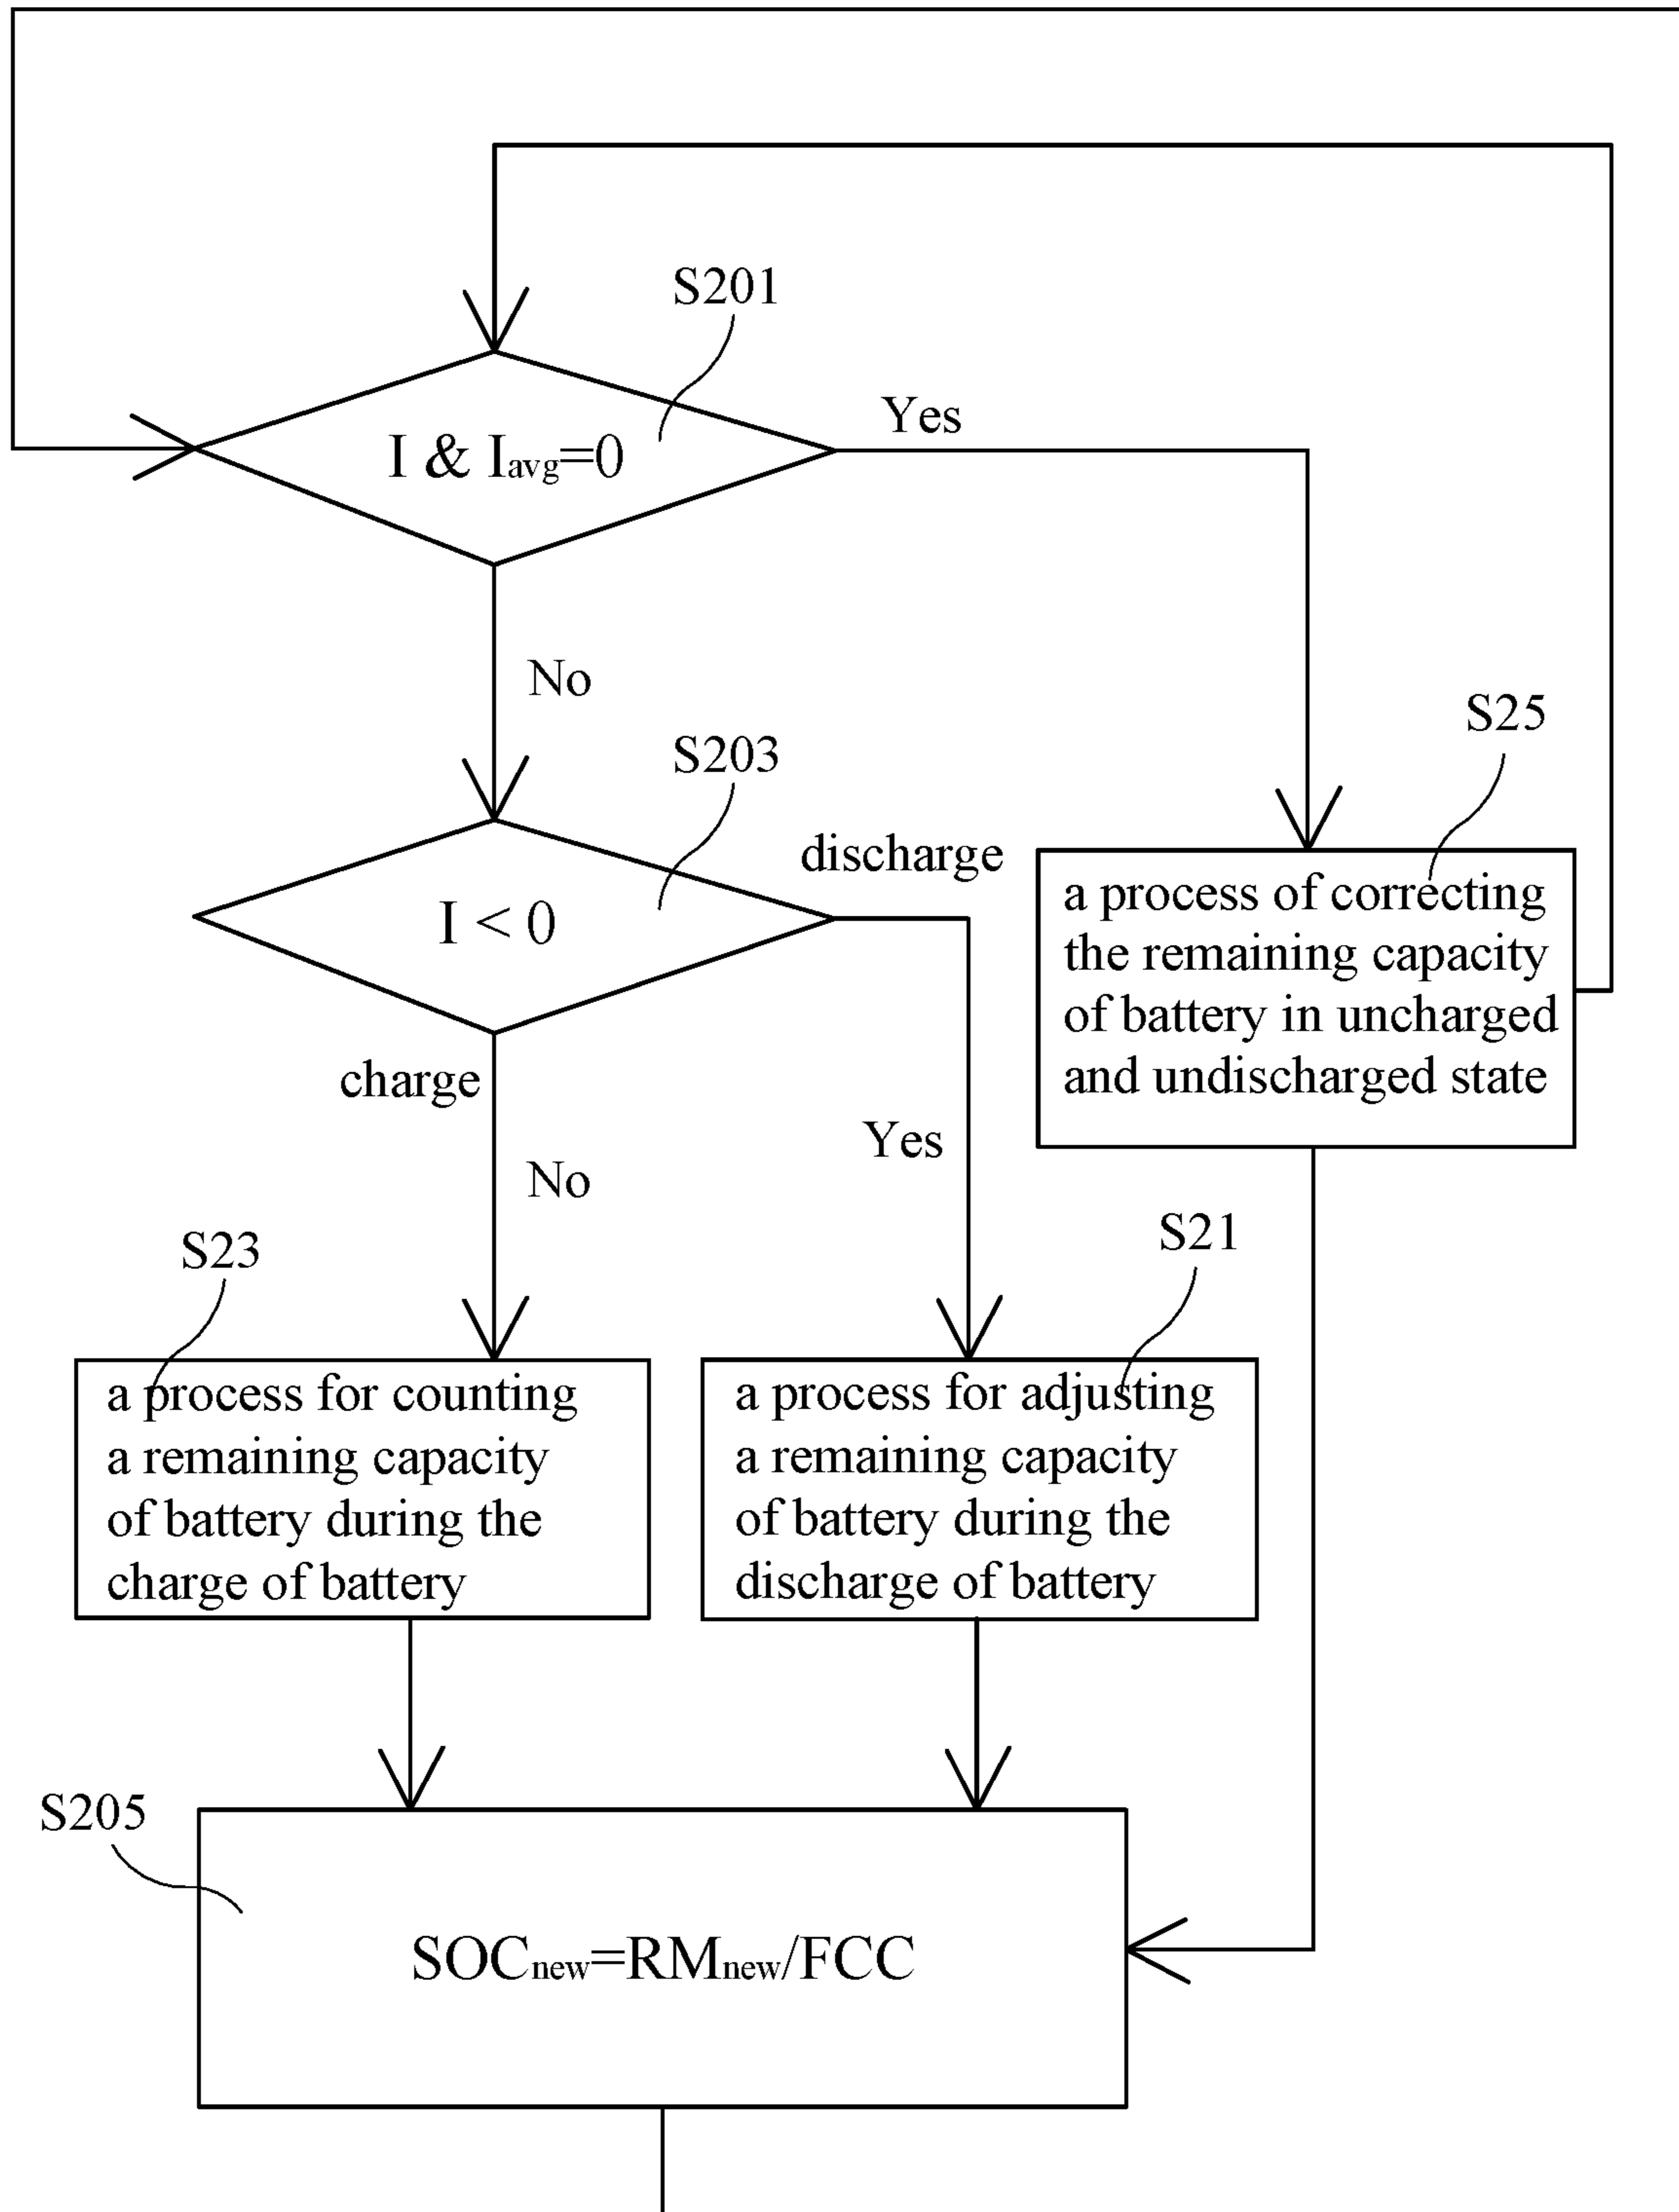 S201
Yes
I & Iavg=0
No
S25
S203
discharge
a process of correcting
the remaining capacity
of battery in uncharged
and undischarged state
I < 0
charge
Yes
No
S21
S23
a process for counting
a remaining capacity
of battery during the
charge of battery
a process for adjusting
a remaining capacity
of battery during the
discharge of battery
S205
SOCnew=RMnew/FCC